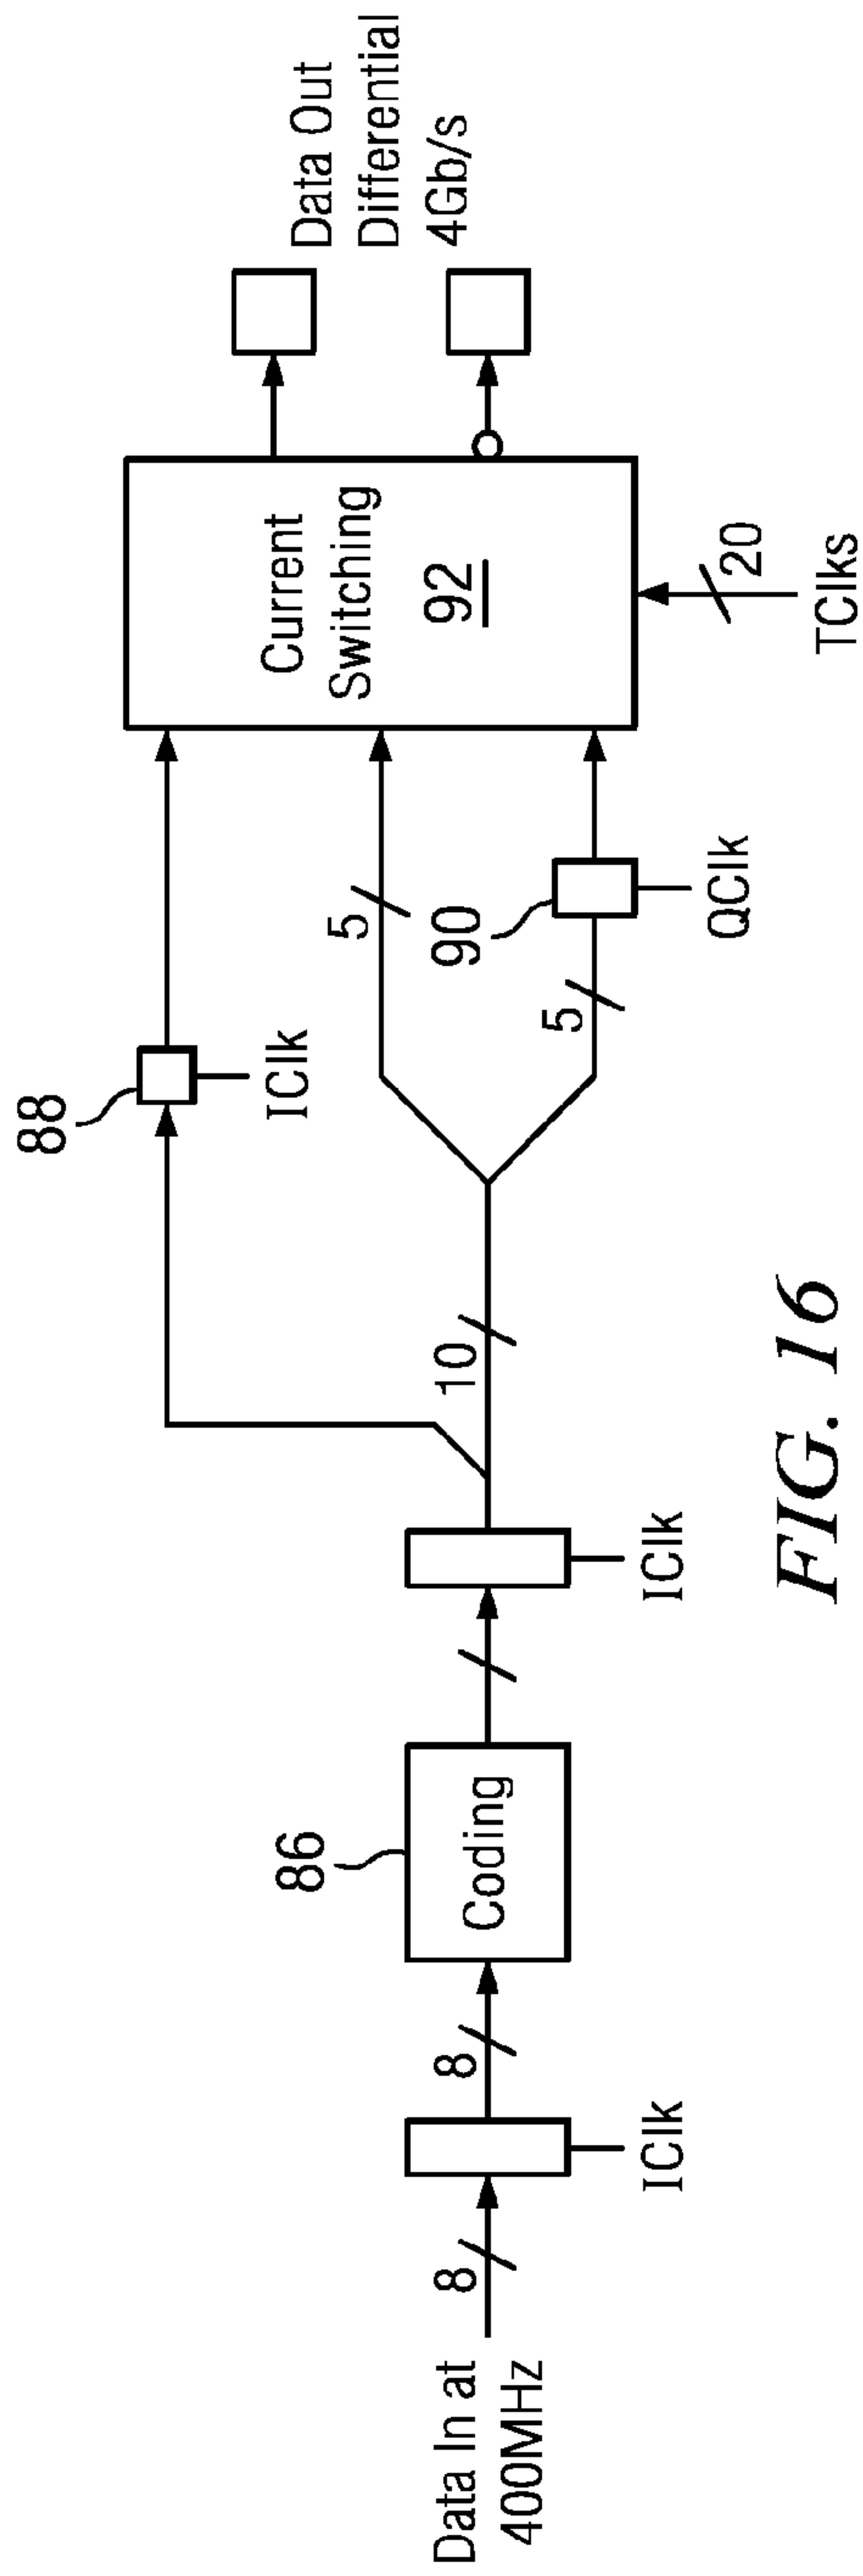 Data In at
400MHz
8
IClk
8
86
Coding
IClk
10
88
IClk
5
5
90
QClk
Current
Switching
92
20
TClks
Data Out
Differential
4Gb/s
FIG. 16